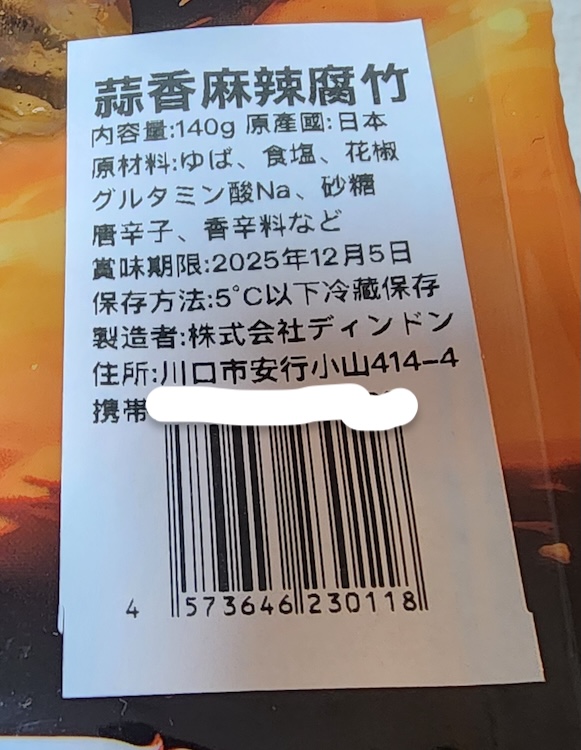 蒜香麻辣腐竹
内容量:140g 原產國:日本
原材料:ゆば、食塩、花椒
グルタミン酸Na、砂糖
唐辛子、香辛料など
賞味期限:2025年12月5日
保存方法:5°C以下冷藏保存
製造者:株式会社ディンドン
住所:川口市安行小山414-4
携帯
4 573646 230118